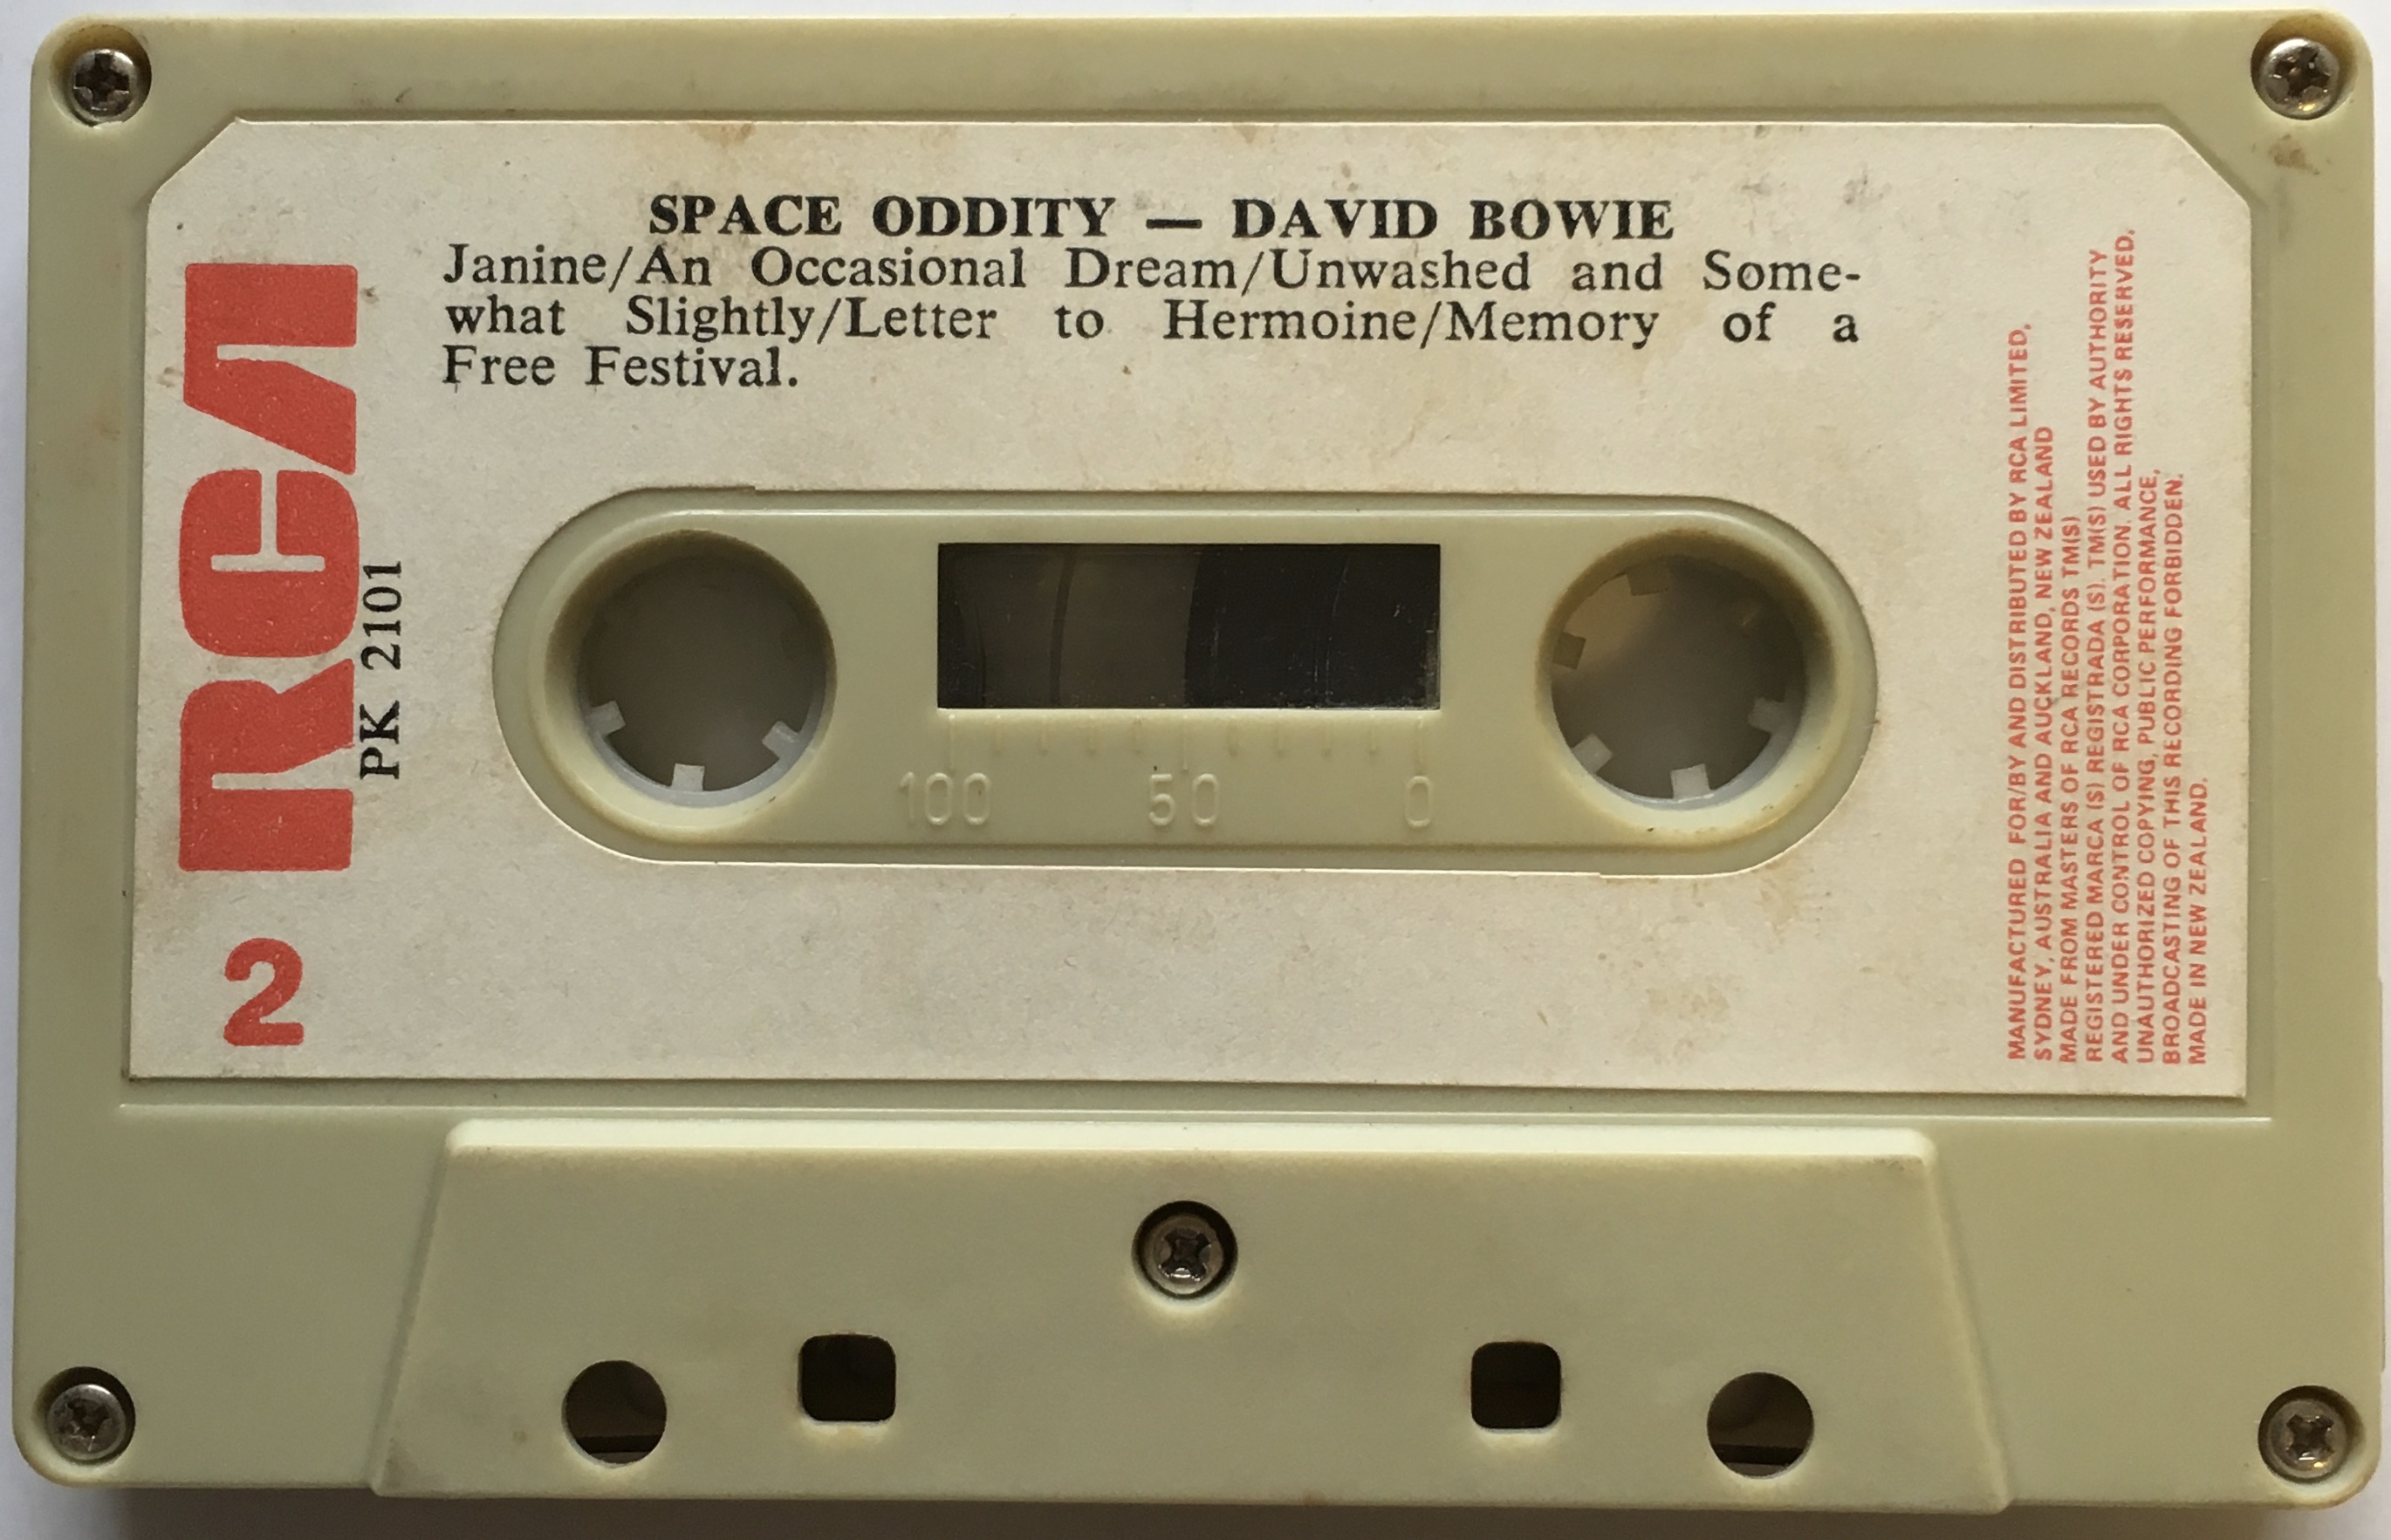 SPACE ODDITY — DAVID BOWIE
Janine/An Occasional Dream/Unwashed and Some-
what Slightly/Letter to Hermoine/Memory of a
Free Festival.
RCA
PK 2101
2
100 50 0
MANUFACTURED FOR/BY AND DISTRIBUTED BY RCA LIMITED,
SYDNEY, AUSTRALIA AND AUCKLAND, NEW ZEALAND
MADE FROM MASTERS OF RCA RECORDS TM(S)
REGISTERED MARCA (S) REGISTRADA (S). TM(S) USED BY AUTHORITY
AND UNDER CONTROL OF RCA CORPORATION. ALL RIGHTS RESERVED.
UNAUTHORIZED COPYING, PUBLIC PERFORMANCE,
BROADCASTING OF THIS RECORDING FORBIDDEN.
MADE IN NEW ZEALAND.